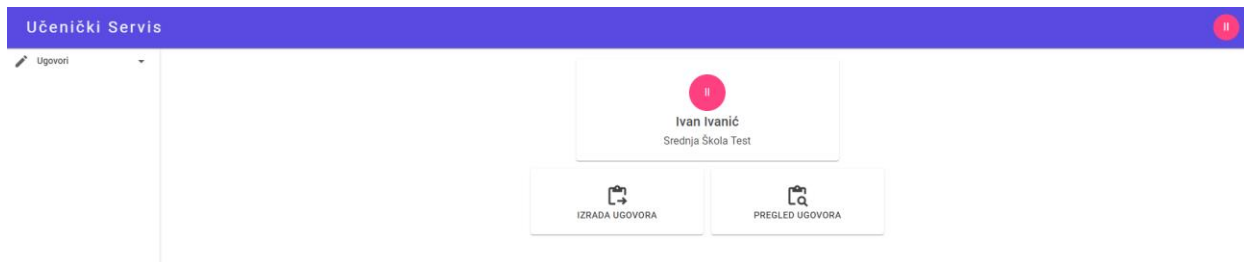 Učenički Servis
II
Ugovori
II
Ivan Ivanić
Srednja Škola Test
IZRADA UGOVORA
PREGLED UGOVORA